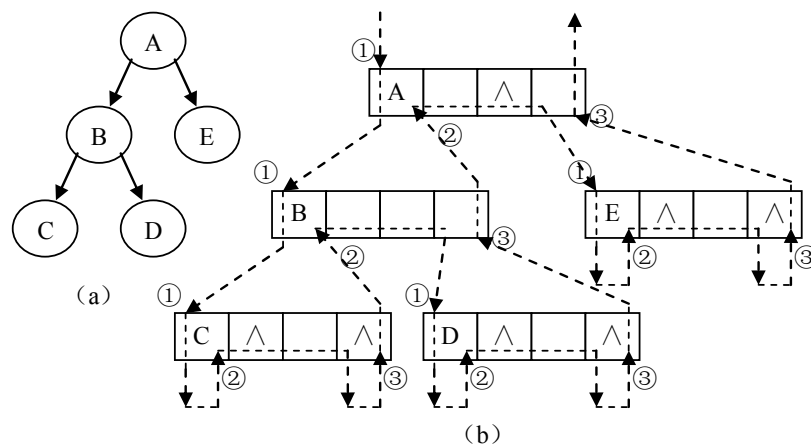 A
B
E
C
D
(a)
①
A
∧
②
③
①
①
B
②
③
E
∧
∧
②
③
①
①
C
∧
∧
②
③
D
∧
∧
②
③
(b)